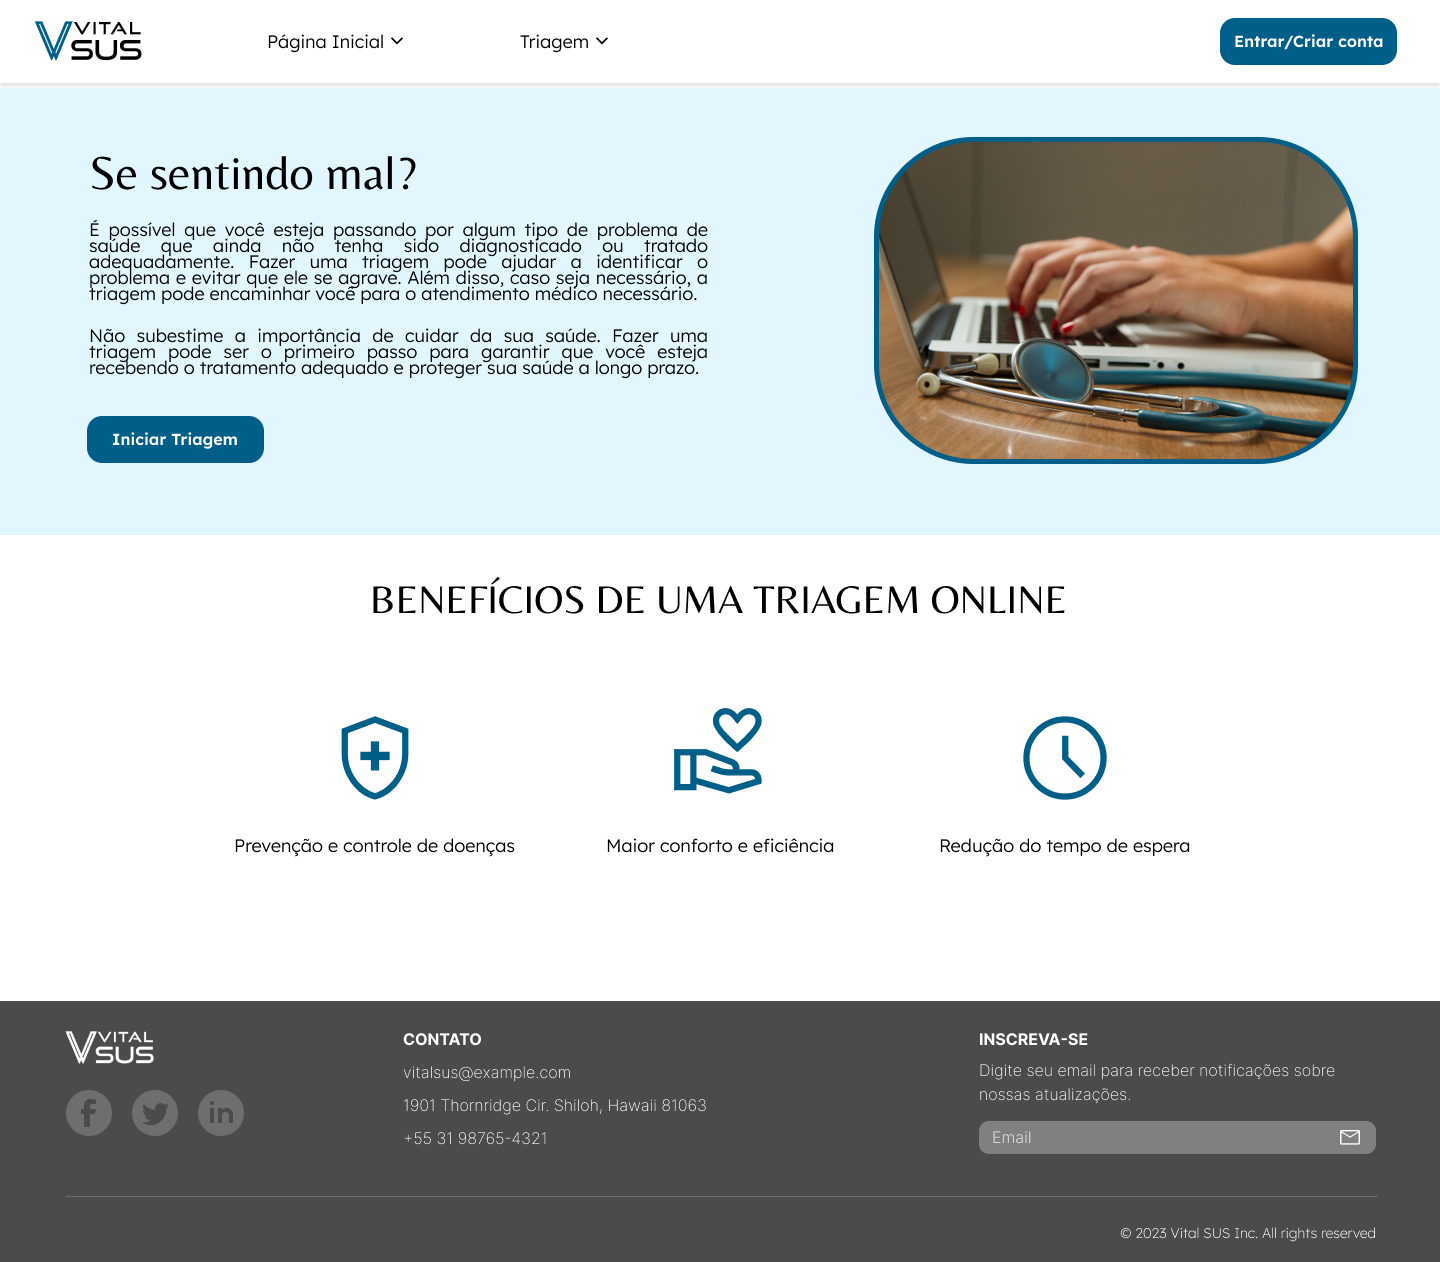 VITAL
SUS
Página Inicial
Triagem
Entrar/Criar conta
Se sentindo mal?
É possível que você esteja passando por algum tipo de problema de
saúde que ainda não tenha sido diagnosticado ou tratado
adequadamente. Fazer uma triagem pode ajudar a identificar o
problema e evitar que ele se agrave. Além disso, caso seja necessário, a
triagem pode encaminhar você para o atendimento médico necessário.
Não subestime a importância de cuidar da sua saúde. Fazer uma
triagem pode ser o primeiro passo para garantir que você esteja
recebendo o tratamento adequado e proteger sua saúde a longo prazo.
Iniciar Triagem
BENEFÍCIOS DE UMA TRIAGEM ONLINE
Prevenção e controle de doenças
Maior conforto e eficiência
Redução do tempo de espera
VITAL
SUS
CONTATO
vitalsus@example.com
1901 Thornridge Cir. Shiloh, Hawaii 81063
+55 31 98765-4321
INSCREVA-SE
Digite seu email para receber notificações sobre
nossas atualizações.
Email
© 2023 Vital SUS Inc. All rights reserved